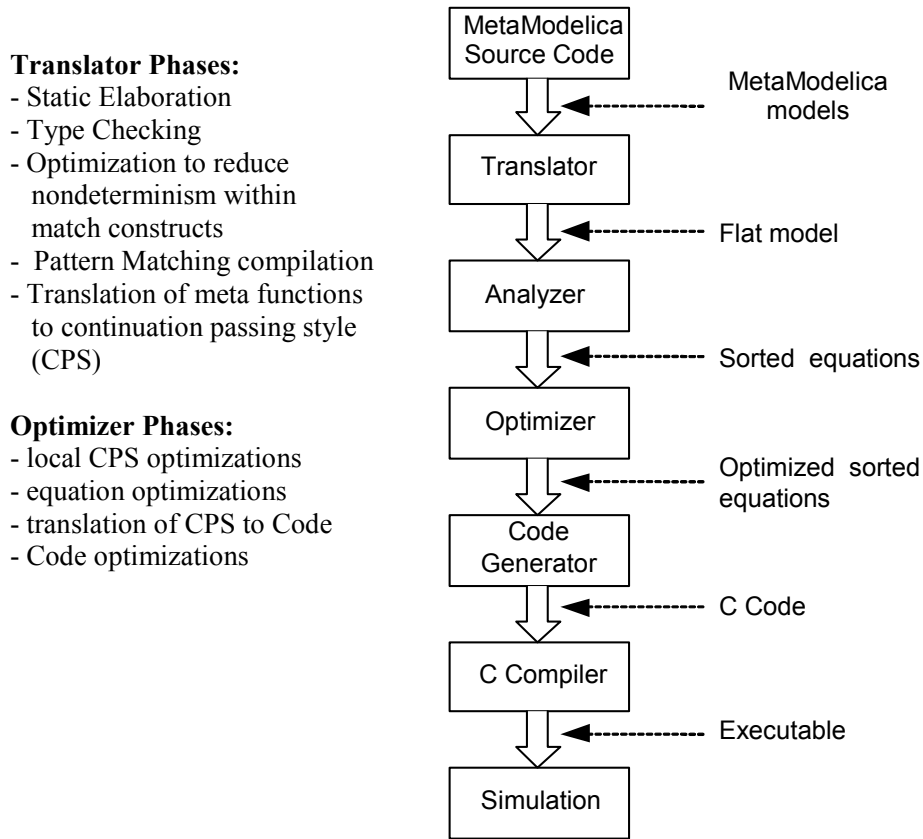 Translator Phases:
- Static Elaboration
- Type Checking
- Optimization to reduce
nondeterminism within
match constructs
- Pattern Matching compilation
- Translation of meta functions
to continuation passing style
(CPS)
Optimizer Phases:
- local CPS optimizations
- equation optimizations
- translation of CPS to Code
- Code optimizations
MetaModelica
Source Code
MetaModelica
models
Translator
Flat model
Analyzer
Sorted equations
Optimizer
Optimized sorted
equations
Code
Generator
C Code
C Compiler
Executable
Simulation